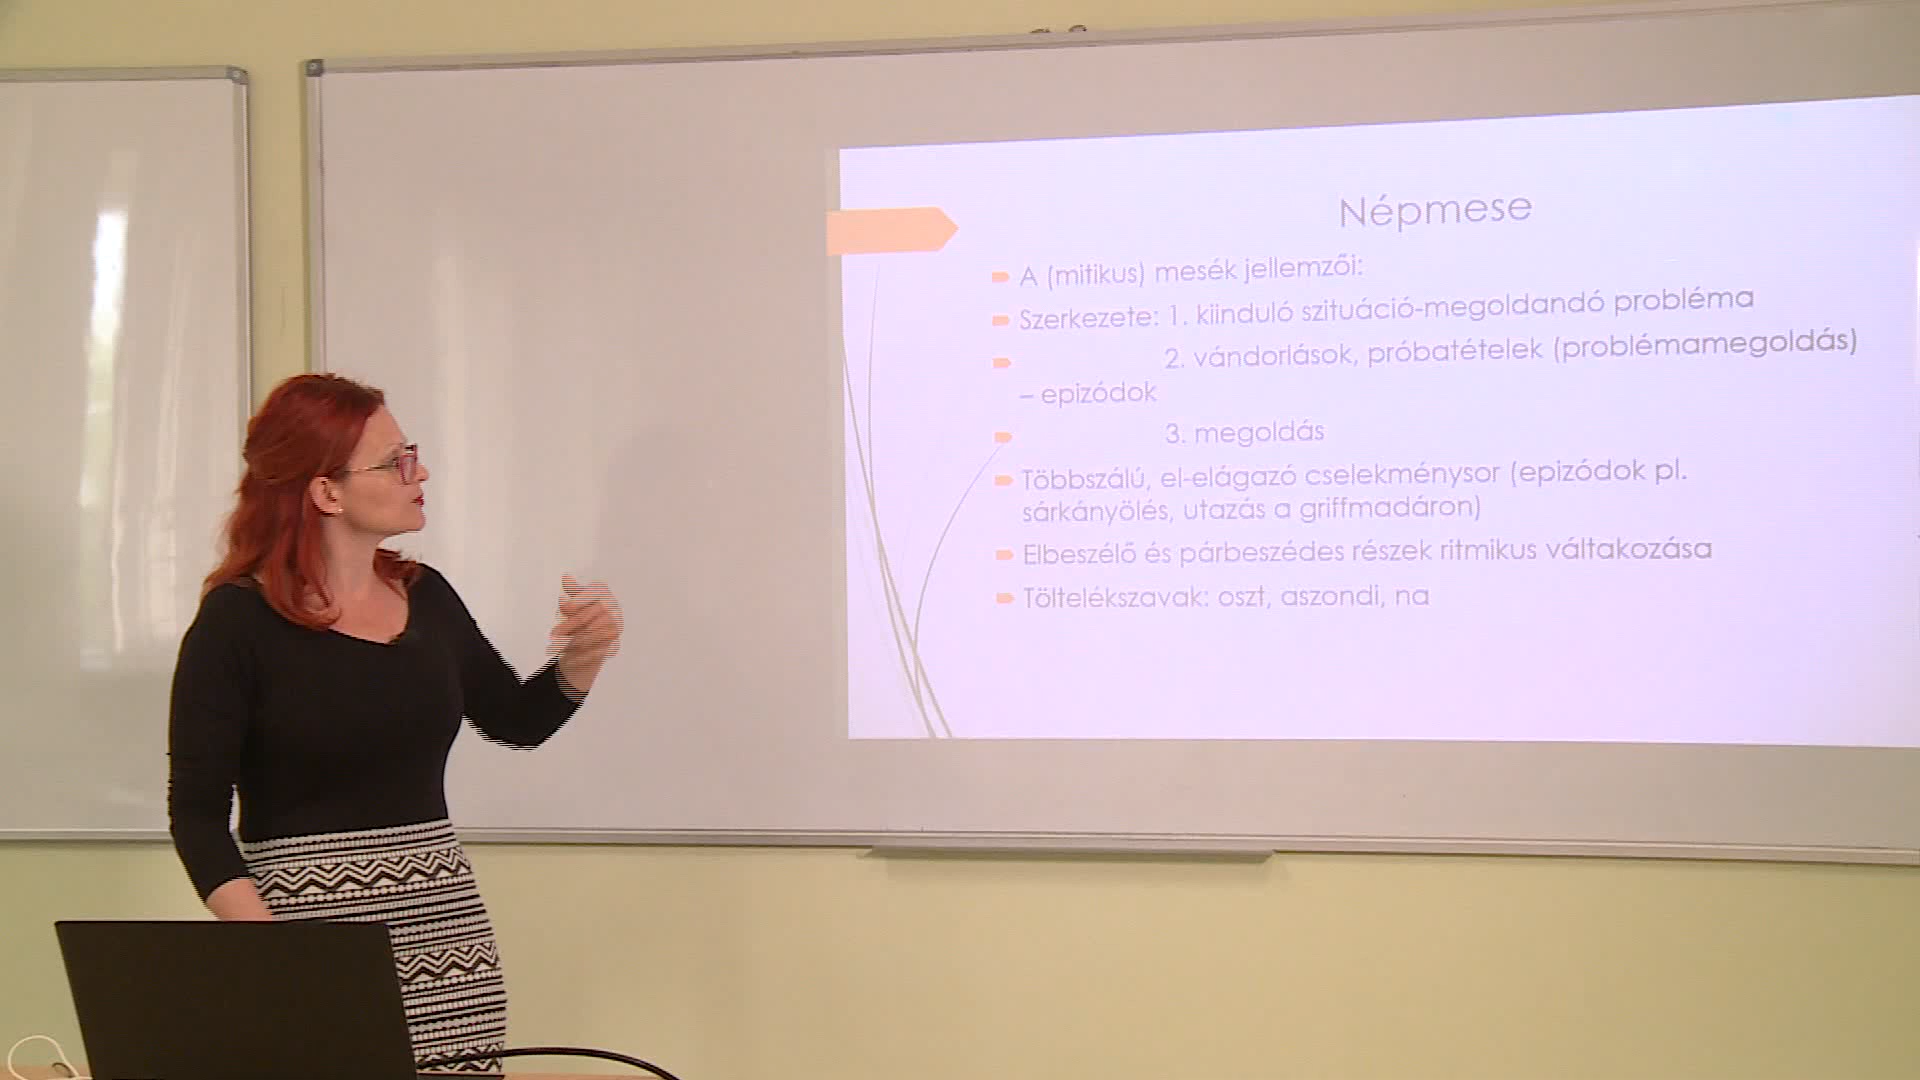 Népmese
A (mitikus) mesék jellemzői:
Szerkezete: 1. kiinduló szituáció-megoldandó probléma
2. vándorlások, próbatételek (problémamegoldás)
– epizódok
3. megoldás
Többszálú, el-elágazó cselekménysor (epizódok pl.
sárkányölés, utazás a griffmadáron)
Elbeszélő és párbeszédes részek ritmikus váltakozása
Töltelékszavak: oszt, aszondi, na